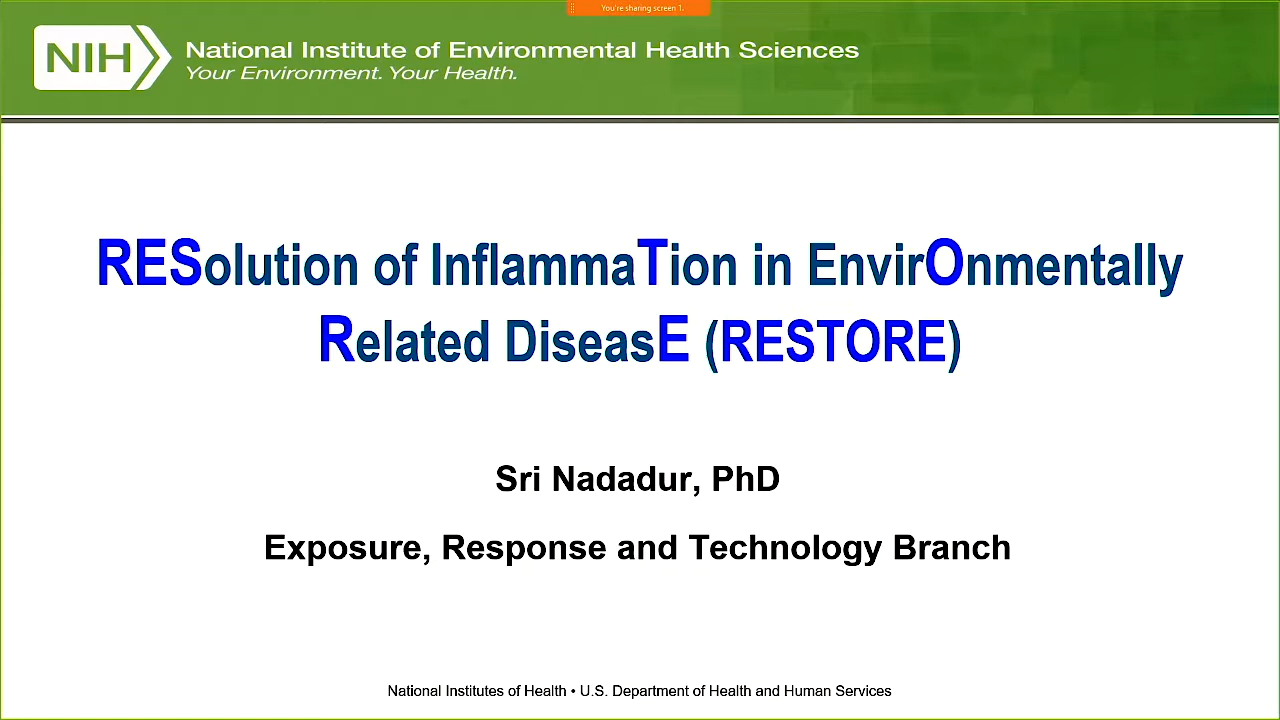 You're sharing screen 1.
NIH National Institute of Environmental Health Sciences
Your Environment. Your Health.
RESolution of InflammaTion in EnvirOnmentally
Related DiseasE (RESTORE)
Sri Nadadur, PhD
Exposure, Response and Technology Branch
National Institutes of Health • U.S. Department of Health and Human Services